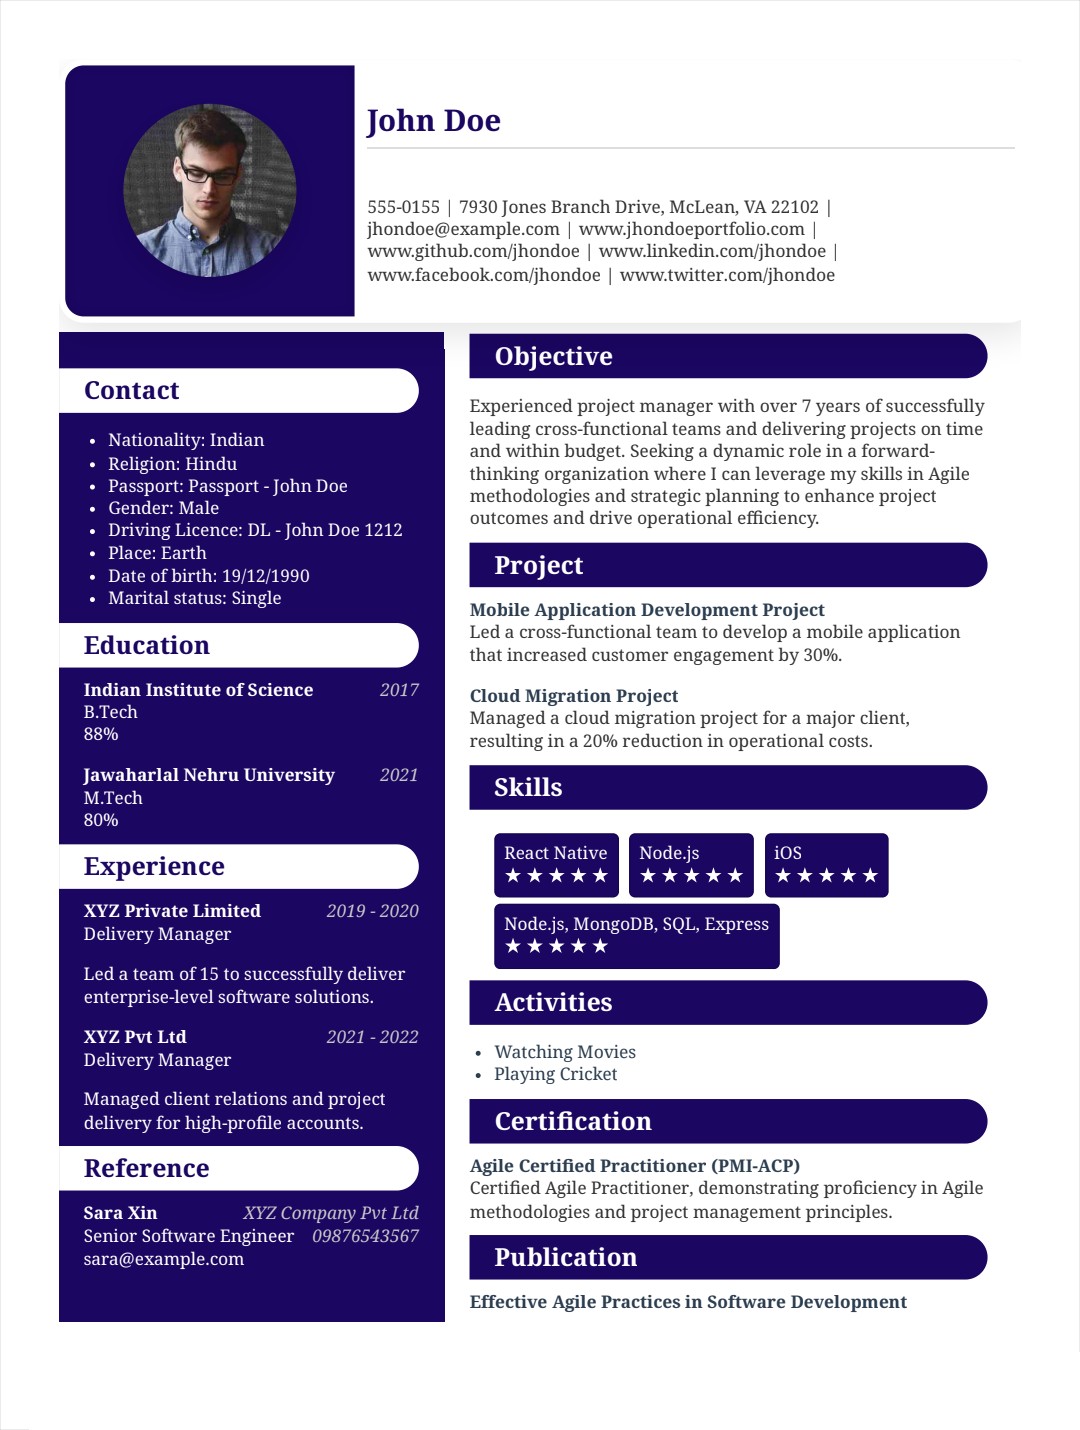 John Doe
555-0155 | 7930 Jones Branch Drive, McLean, VA 22102 |
jhondoe@example.com | www.jhondoeportfolio.com |
www.github.com/jhondoe | www.linkedin.com/jhondoe |
www.facebook.com/jhondoe | www.twitter.com/jhondoe
Contact
• Nationality: Indian
• Religion: Hindu
• Passport: Passport - John Doe
• Gender: Male
• Driving Licence: DL - John Doe 1212
• Place: Earth
• Date of birth: 19/12/1990
• Marital status: Single
Education
Indian Institute of Science 2017
B.Tech
88%
Jawaharlal Nehru University 2021
M.Tech
80%
Experience
XYZ Private Limited 2019 - 2020
Delivery Manager
Led a team of 15 to successfully deliver
enterprise-level software solutions.
XYZ Pvt Ltd 2021 - 2022
Delivery Manager
Managed client relations and project
delivery for high-profile accounts.
Reference
Sara Xin XYZ Company Pvt Ltd
Senior Software Engineer 09876543567
sara@example.com
Objective
Experienced project manager with over 7 years of successfully
leading cross-functional teams and delivering projects on time
and within budget. Seeking a dynamic role in a forward-
thinking organization where I can leverage my skills in Agile
methodologies and strategic planning to enhance project
outcomes and drive operational efficiency.
Project
Mobile Application Development Project
Led a cross-functional team to develop a mobile application
that increased customer engagement by 30%.
Cloud Migration Project
Managed a cloud migration project for a major client,
resulting in a 20% reduction in operational costs.
Skills
React Native Node.js iOS
★★★★★ ★★★★★ ★★★★★
Node.js, MongoDB, SQL, Express
★★★★★
Activities
• Watching Movies
• Playing Cricket
Certification
Agile Certified Practitioner (PMI-ACP)
Certified Agile Practitioner, demonstrating proficiency in Agile
methodologies and project management principles.
Publication
Effective Agile Practices in Software Development